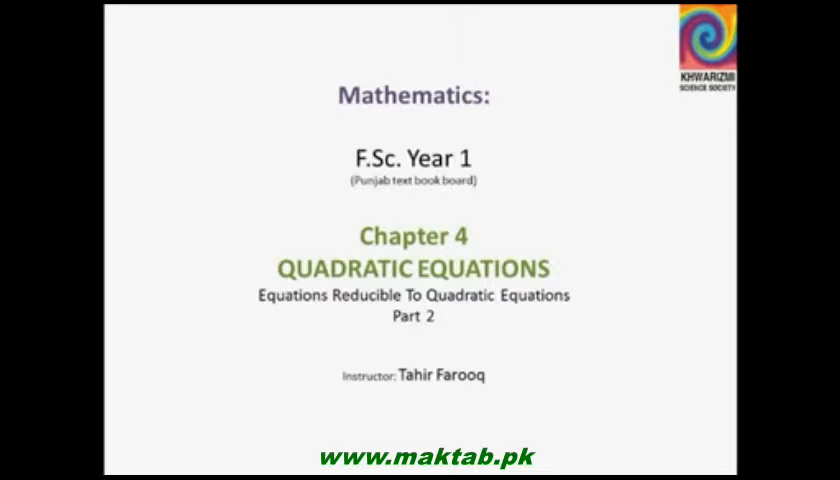 KHWARIZMI
SCIENCE SOCIETY
Mathematics:
F.Sc. Year 1
(Punjab text book board)
Chapter 4
QUADRATIC EQUATIONS
Equations Reducible To Quadratic Equations
Part 2
Instructor: Tahir Farooq
www.maktab.pk